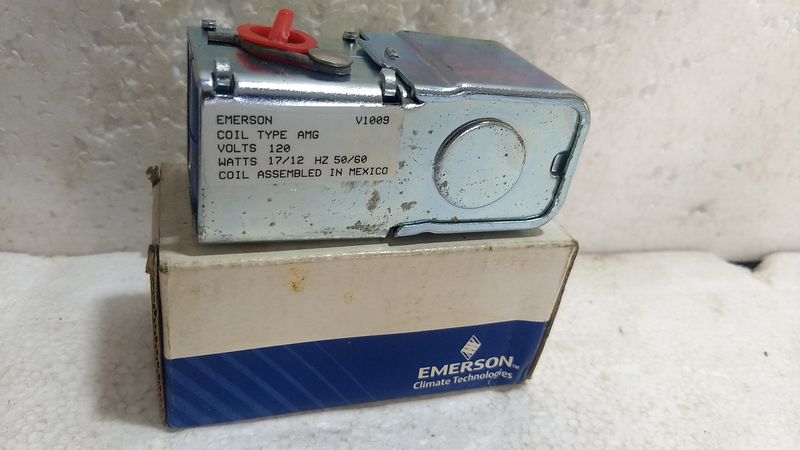 EMERSON V1009
COIL TYPE AMG
VOLTS 120
WATTS 17/12 HZ 50/60
COIL ASSEMBLED IN MEXICO
EMERSON™
Climate Technologies